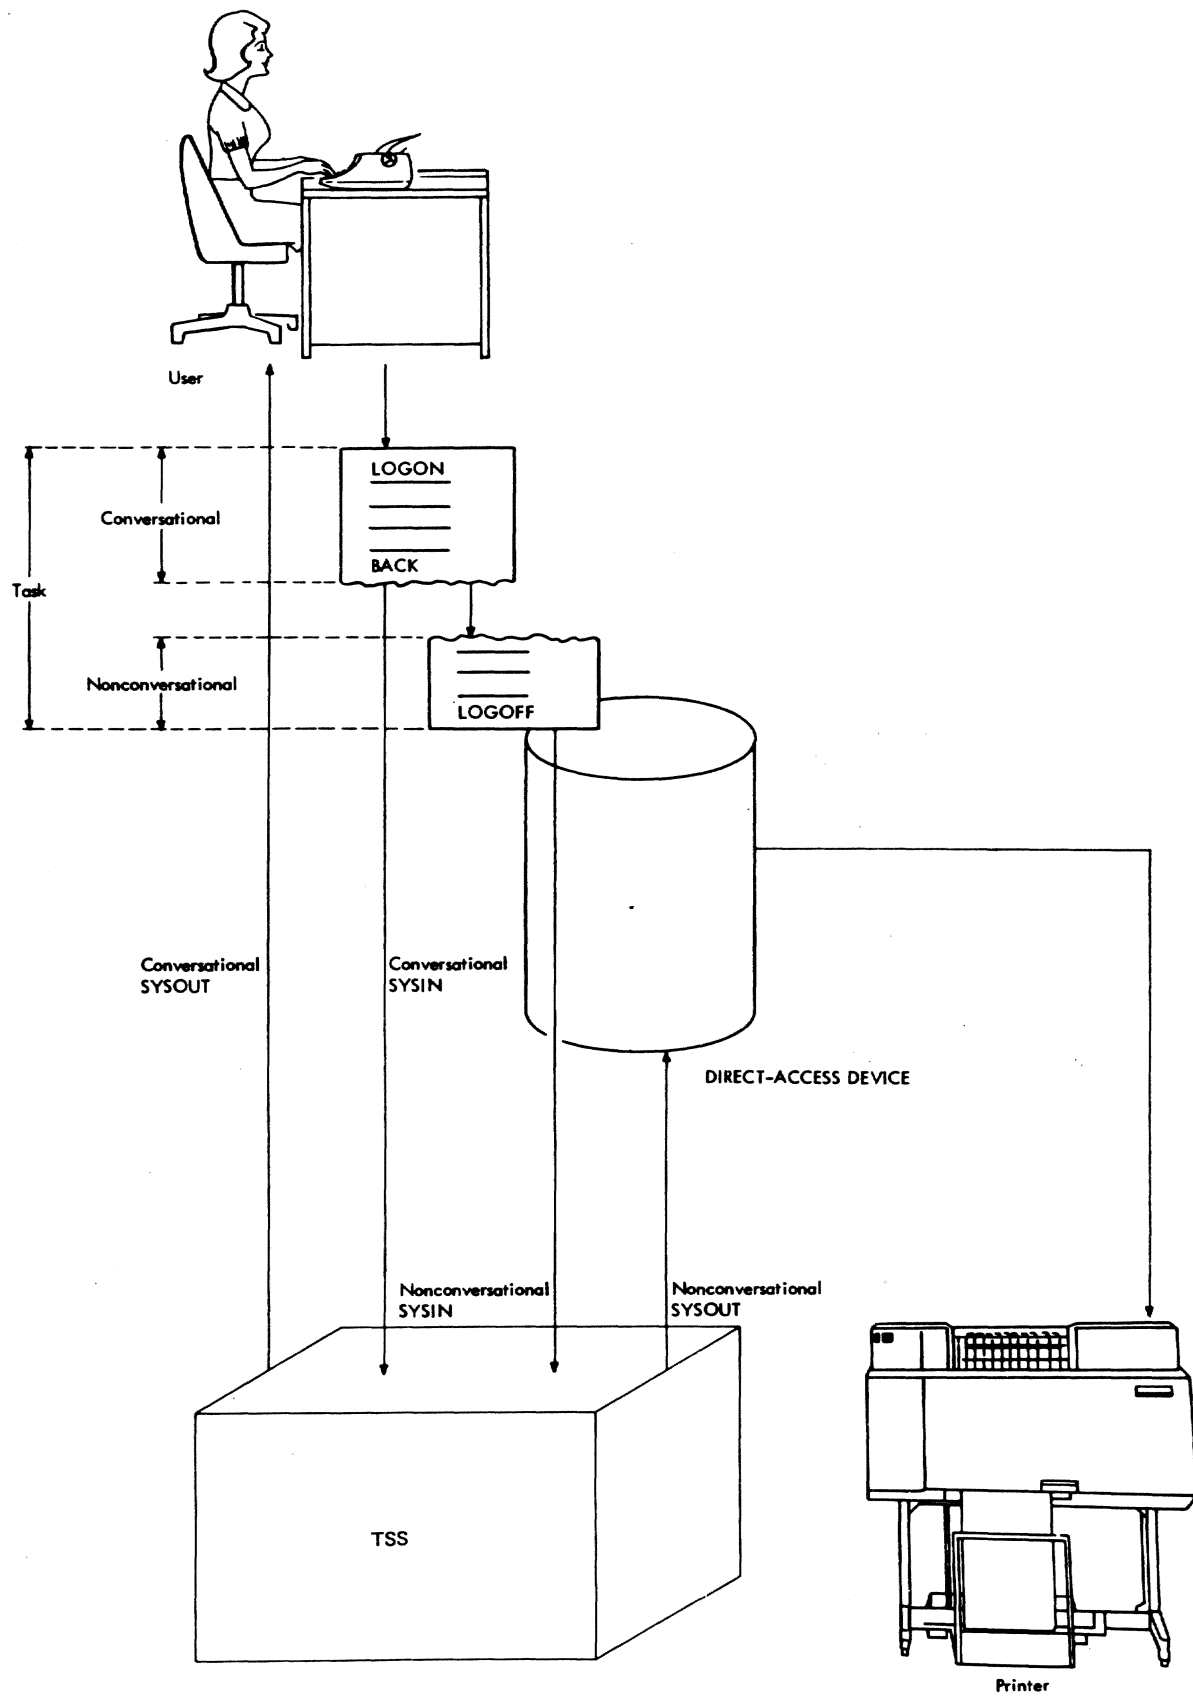 User
LOGON
Conversational
BACK
Task
Nonconversational
LOGOFF
Conversational
SYSOUT
Conversational
SYSIN
DIRECT-ACCESS DEVICE
Nonconversational
SYSIN
Nonconversational
SYSOUT
TSS
Printer